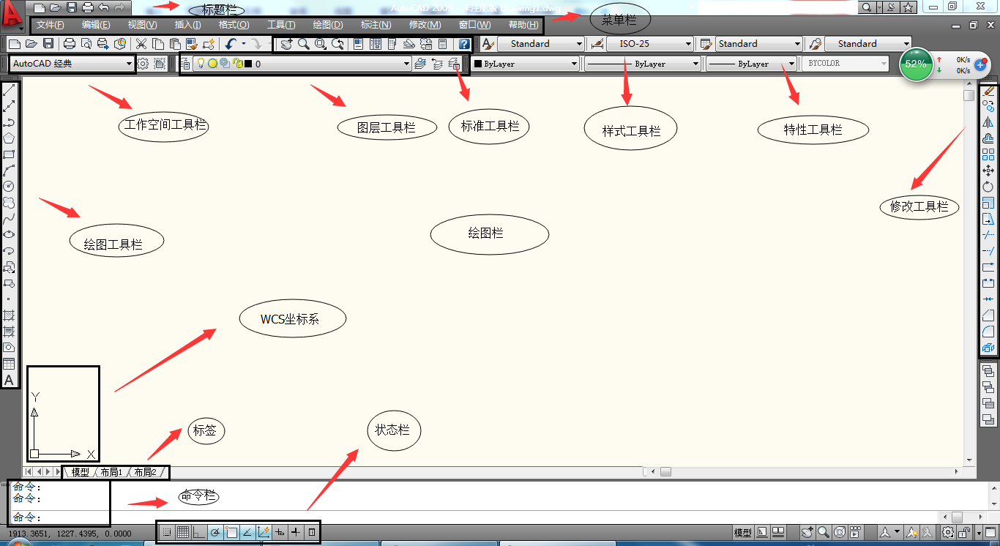 标题栏
AutoCAD 2009 未注册版 Drawing1.dwg
菜单栏
文件(F) 编辑(E) 视图(V) 插入(I) 格式(O) 工具(T) 绘图(D) 标注(N) 修改(M) 窗口(W) 帮助(H)
Standard ISO-25 Standard Standard
AutoCAD 经典 0 ByLayer ByLayer ByLayer BYCOLOR
52% 0K/s
0K/s
工作空间工具栏 图层工具栏 标准工具栏 样式工具栏 特性工具栏
修改工具栏
绘图工具栏 绘图栏
WCS坐标系
Y
标签 状态栏
X
模型 布局1 布局2
命令:
命令:
命令栏
命令:
1913.3651, 1227.4395, 0.0000 模型